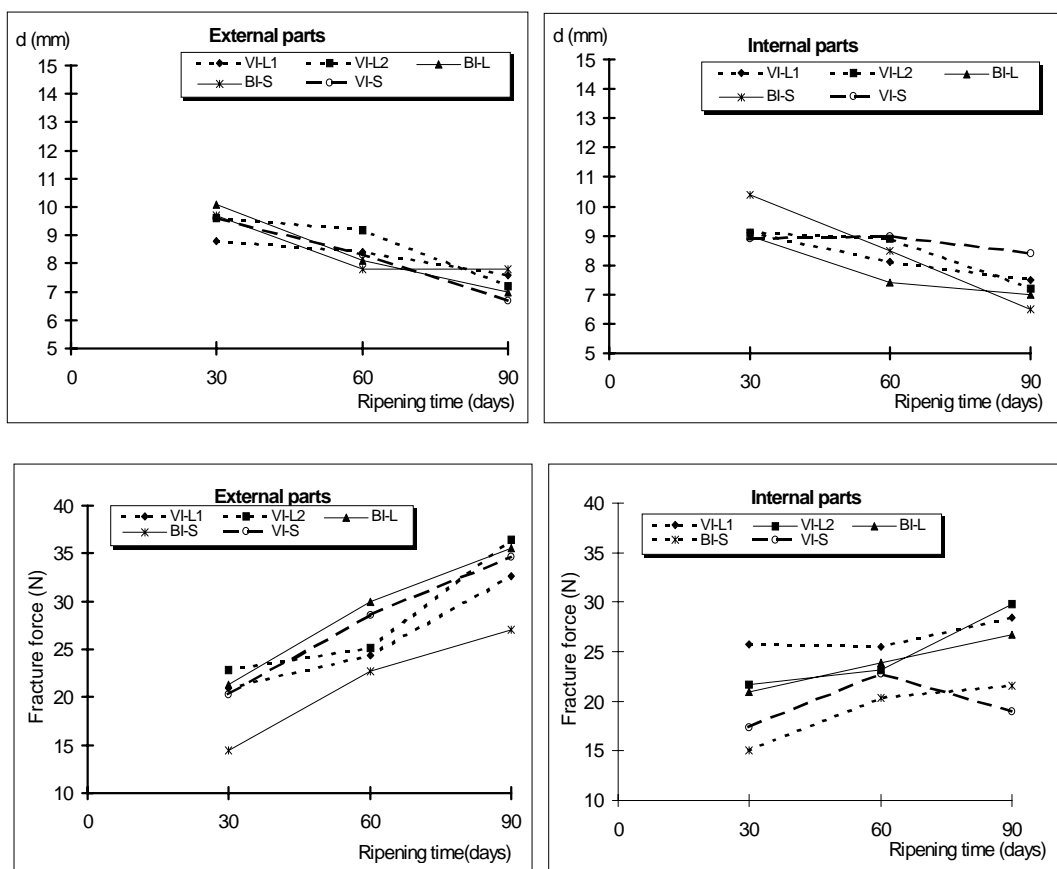 d (mm)
External parts
VI-L1 VI-L2 BI-L
BI-S VI-S
15
14
13
12
11
10
9
8
7
6
5
0 30 60 90
Ripening time (days)
d (mm)
Internal parts
VI-L1 VI-L2 BI-L
BI-S VI-S
15
14
13
12
11
10
9
8
7
6
5
0 30 60 90
Ripenig time (days)
External parts
VI-L1 VI-L2 BI-L
BI-S VI-S
Fracture force (N)
40
35
30
25
20
15
10
0 30 60 90
Ripening time(days)
Internal parts
VI-L1 VI-L2 BI-L
BI-S VI-S
Fracture force (N)
40
35
30
25
20
15
10
0 30 60 90
Ripening time (days)